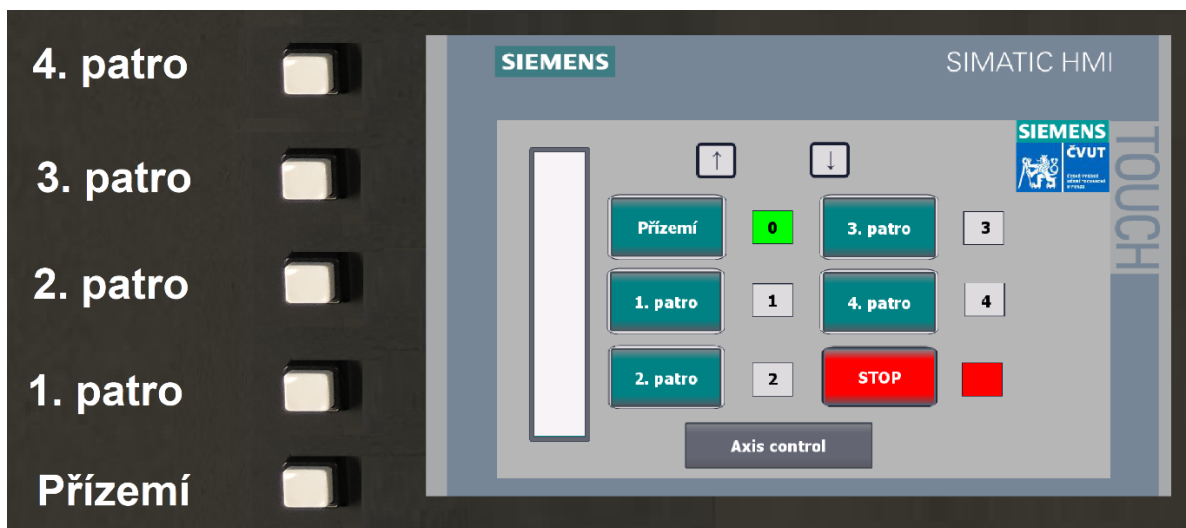 4. patro
3. patro
2. patro
1. patro
Přízemí
SIEMENS
SIMATIC HMI
SIEMENS
ČVUT
TOUCH
↑ ↓
Přízemí 0 3. patro 3
1. patro 1 4. patro 4
2. patro 2 STOP
Axis control